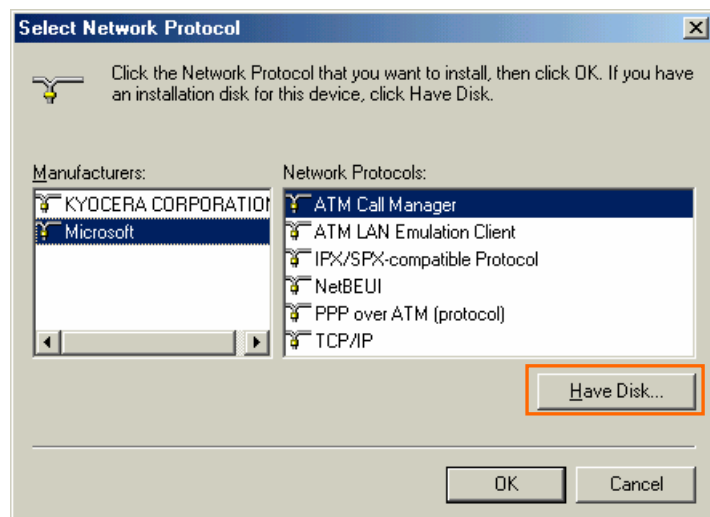 Select Network Protocol
Click the Network Protocol that you want to install, then click OK. If you have
an installation disk for this device, click Have Disk.
Manufacturers:
KYOCERA CORPORATION
Microsoft
Network Protocols:
ATM Call Manager
ATM LAN Emulation Client
IPX/SPX-compatible Protocol
NetBEUI
PPP over ATM (protocol)
TCP/IP
Have Disk...
OK
Cancel